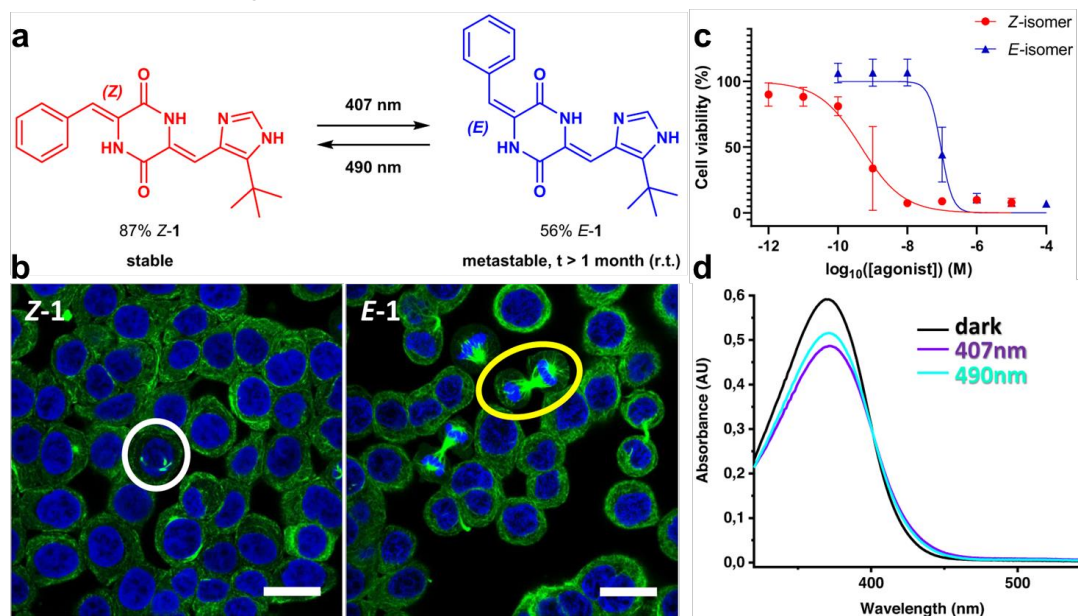 a
(Z)
O
NH
HN
O
N
NH
87% Z-1
stable
407 nm
490 nm
O
(E)
NH
HN
O
N
NH
56% E-1
metastable, t > 1 month (r.t.)
b
Z-1
E-1
c
Z-isomer
E-isomer
Cell viability (%)
100
50
0
-12
-10
-8
-6
-4
log10([agonist]) (M)
d
0,6
0,5
0,4
0,3
0,2
0,1
0,0
Absorbance (AU)
dark
407nm
490nm
400
500
Wavelength (nm)